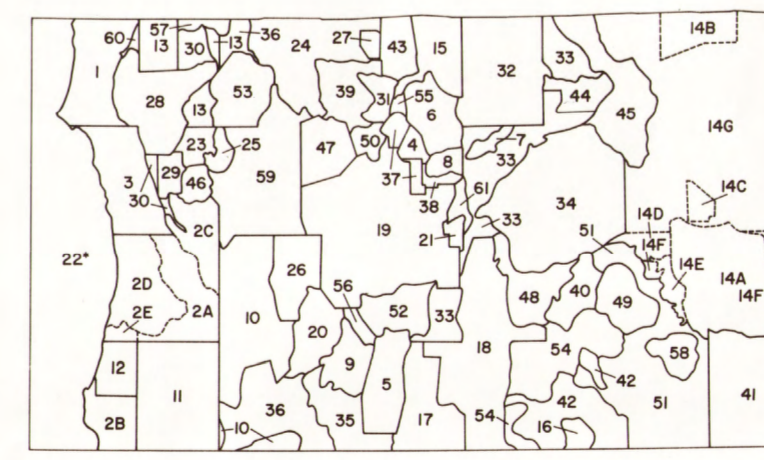 57 36 14B
60 13 30 13 24 27 43 15 33
1 32
28 53 39 31 55 44 45
13 6
23 25 47 50 4 7 14G
29 8 33
3 46 59 37 61 34 14C
30 38
2C 19 21 33 14D
22* 51 14F
2D 26 56 14E 14A
2E 2A 10 52 33 48 40 49 14F
20
12 9 18 54 58
11 5 42 51 41
36 42
2B 10 35 17 54 16